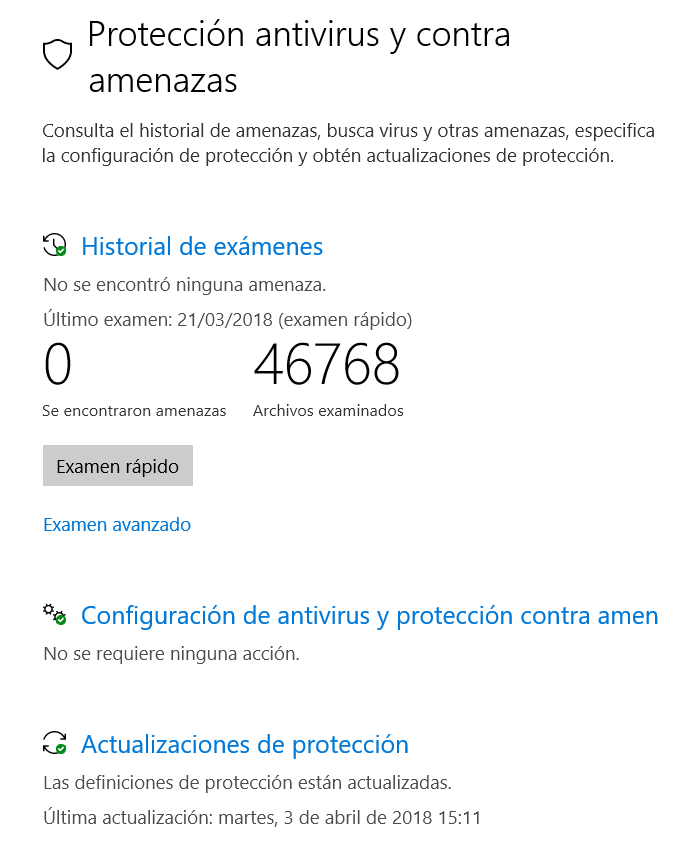 Protección antivirus y contra
amenazas
Consulta el historial de amenazas, busca virus y otras amenazas, especifica
la configuración de protección y obtén actualizaciones de protección.
Historial de exámenes
No se encontró ninguna amenaza.
Último examen: 21/03/2018 (examen rápido)
0 46768
Se encontraron amenazas Archivos examinados
Examen rápido
Examen avanzado
Configuración de antivirus y protección contra amen
No se requiere ninguna acción.
Actualizaciones de protección
Las definiciones de protección están actualizadas.
Última actualización: martes, 3 de abril de 2018 15:11